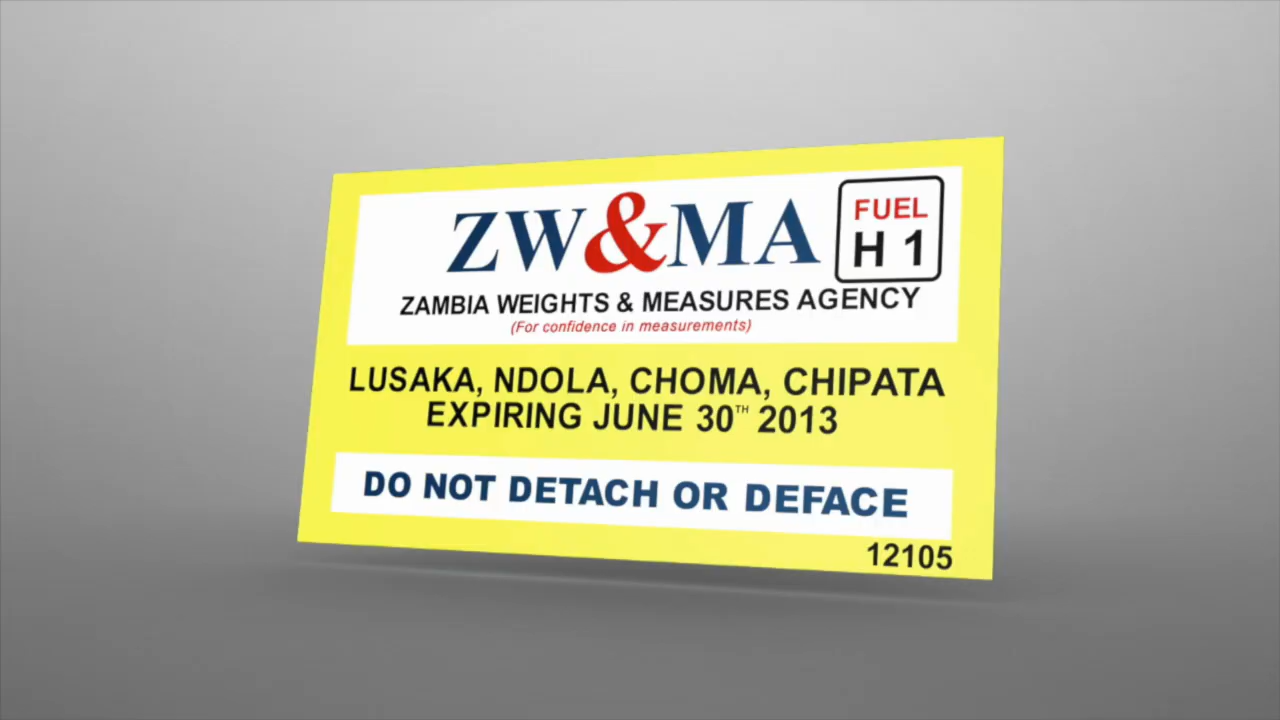 ZW&MA
FUEL
H 1
ZAMBIA WEIGHTS & MEASURES AGENCY
(For confidence in measurements)
LUSAKA, NDOLA, CHOMA, CHIPATA
EXPIRING JUNE 30TH 2013
DO NOT DETACH OR DEFACE
12105